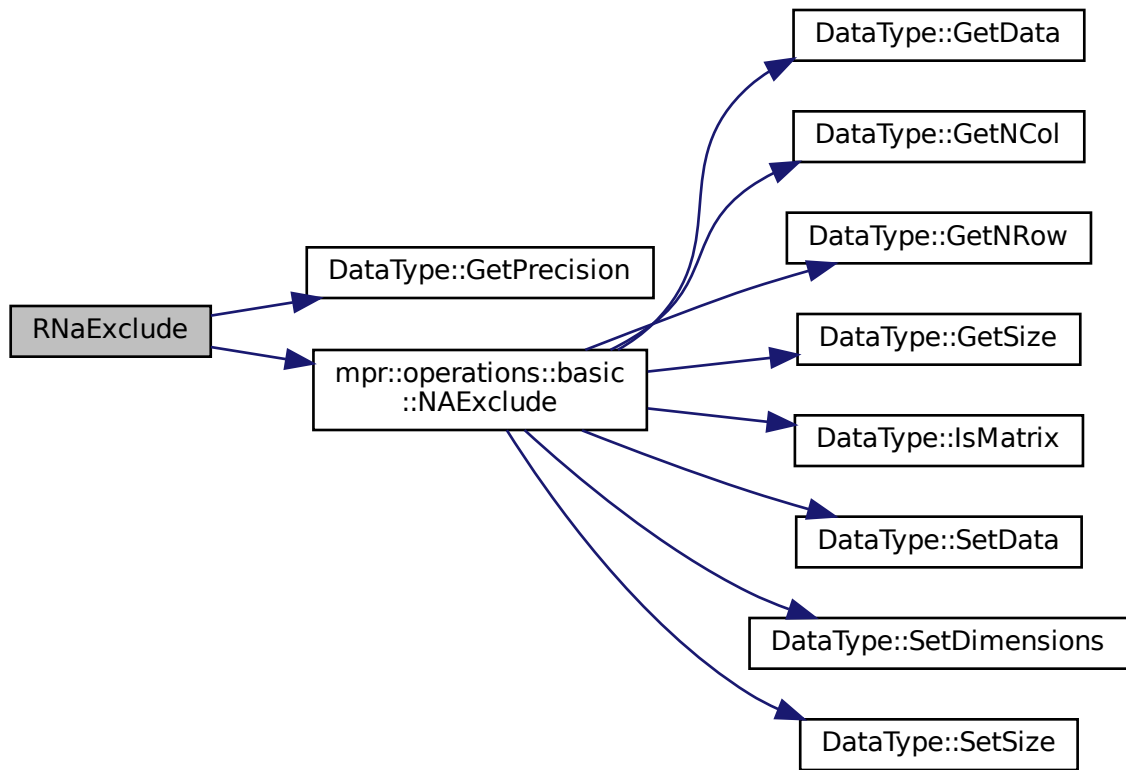 RNaExclude
DataType::GetPrecision
mpr::operations::basic
::NAExclude
DataType::GetData
DataType::GetNCol
DataType::GetNRow
DataType::GetSize
DataType::IsMatrix
DataType::SetData
DataType::SetDimensions
DataType::SetSize